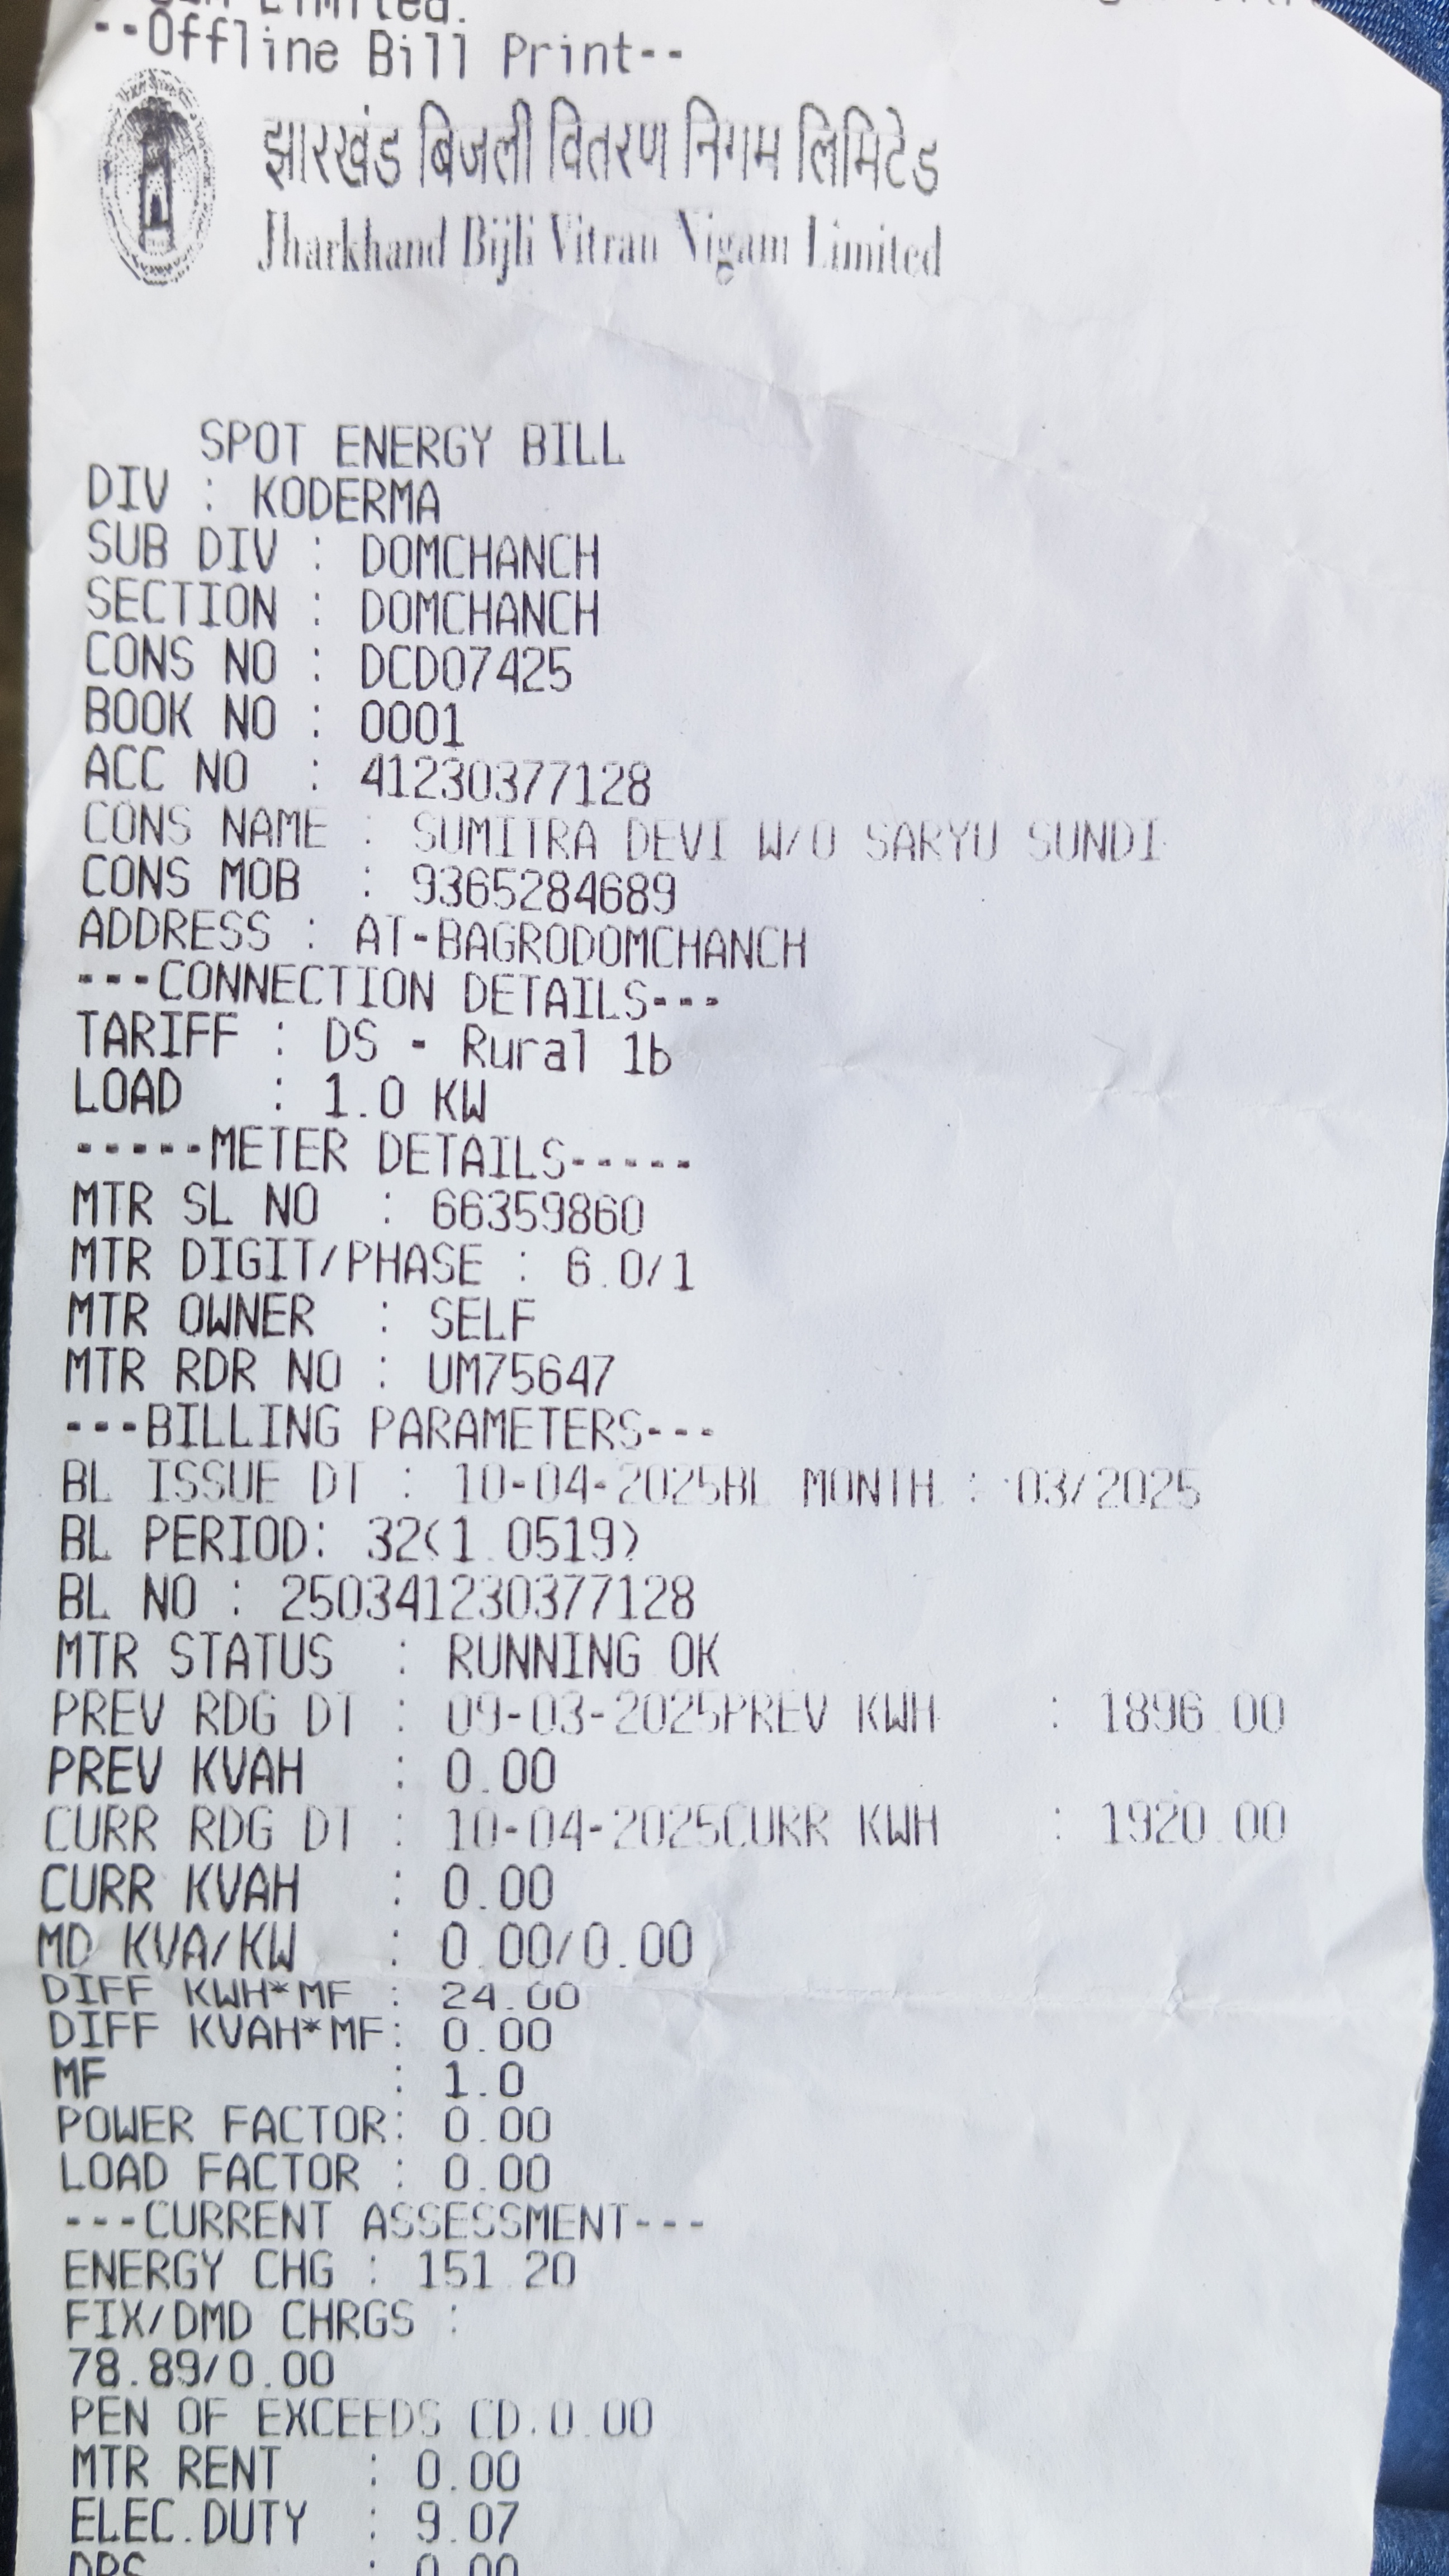 Limited.
--Offline Bill Print--
झारखंड बिजली वितरण निगम लिमिटेड
Jharkhand Bijli Vitran Nigam Limited
SPOT ENERGY BILL
DIV : KODERMA
SUB DIV : DOMCHANCH
SECTION : DOMCHANCH
CONS NO : DCD07425
BOOK NO : 0001
ACC NO : 41230377128
CONS NAME : SUMITRA DEVI W/O SARYU SUNDI
CONS MOB : 9365284689
ADDRESS : AT-BAGRODOMCHANCH
---CONNECTION DETAILS---
TARIFF : DS - Rural 1b
LOAD : 1.0 KW
-----METER DETAILS-----
MTR SL NO : 66359860
MTR DIGIT/PHASE : 6.0/1
MTR OWNER : SELF
MTR RDR NO : UM75647
---BILLING PARAMETERS---
BL ISSUE DT : 10-04-2025BL MONTH : 03/2025
BL PERIOD: 32(1.0519)
BL NO : 250341230377128
MTR STATUS : RUNNING OK
PREV RDG DT : 09-03-2025PREV KWH : 1896.00
PREV KVAH : 0.00
CURR RDG DT : 10-04-2025CURR KWH : 1920.00
CURR KVAH : 0.00
MD KVA/KW : 0.00/0.00
DIFF KWH*MF : 24.00
DIFF KVAH*MF: 0.00
MF : 1.0
POWER FACTOR: 0.00
LOAD FACTOR : 0.00
---CURRENT ASSESSMENT---
ENERGY CHG : 151.20
FIX/DMD CHRGS :
78.89/0.00
PEN OF EXCEEDS CD:0.00
MTR RENT : 0.00
ELEC.DUTY : 9.07
DPS : 0.00